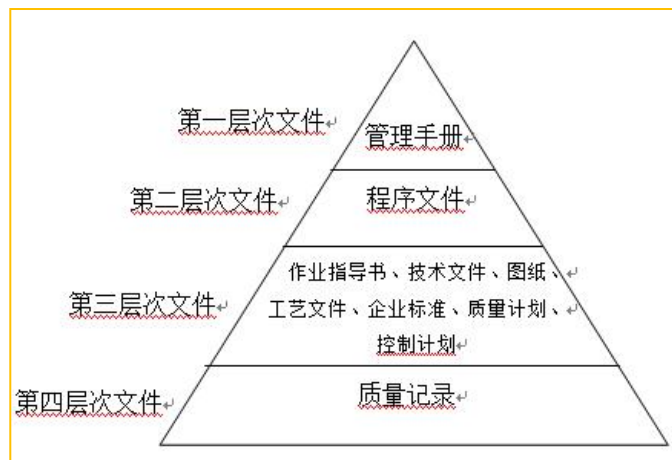 第一层次文件
管理手册
第二层次文件
程序文件
作业指导书、技术文件、图纸、
第三层次文件
工艺文件、企业标准、质量计划、
控制计划
第四层次文件
质量记录